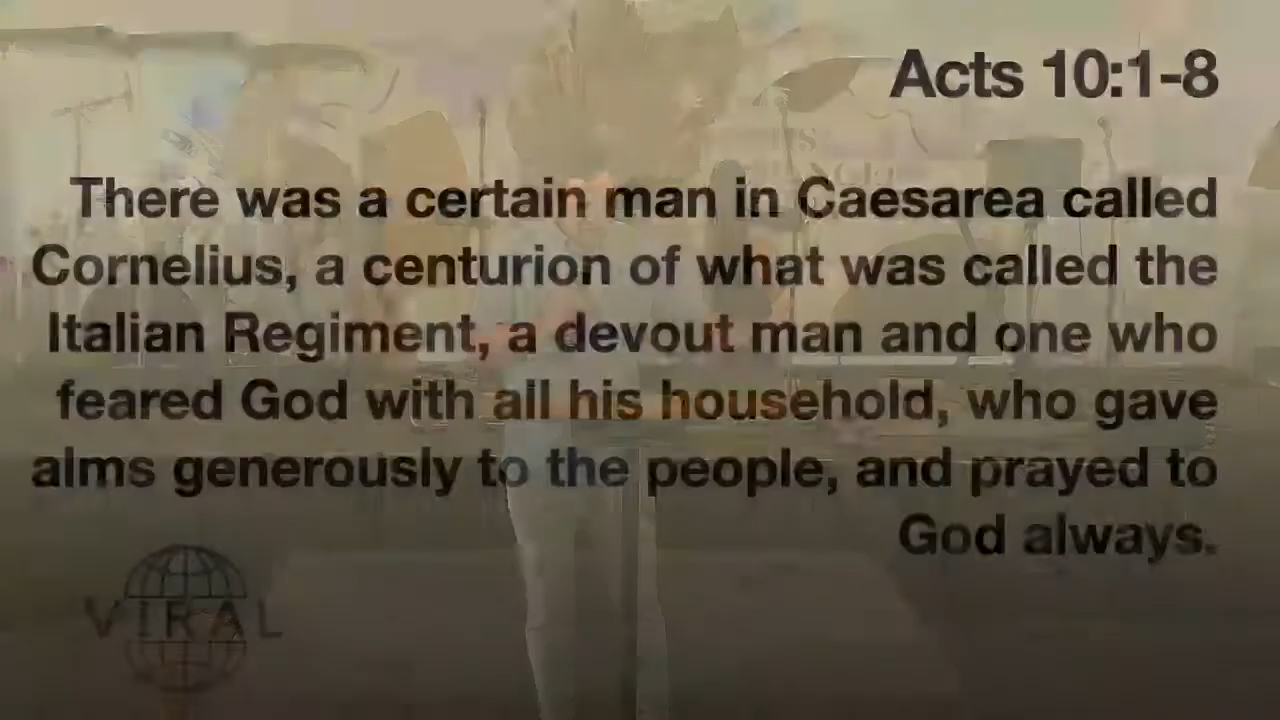 Acts 10:1-8
There was a certain man in Caesarea called
Cornelius, a centurion of what was called the
Italian Regiment, a devout man and one who
feared God with all his household, who gave
alms generously to the people, and prayed to
God always.
VIRAL